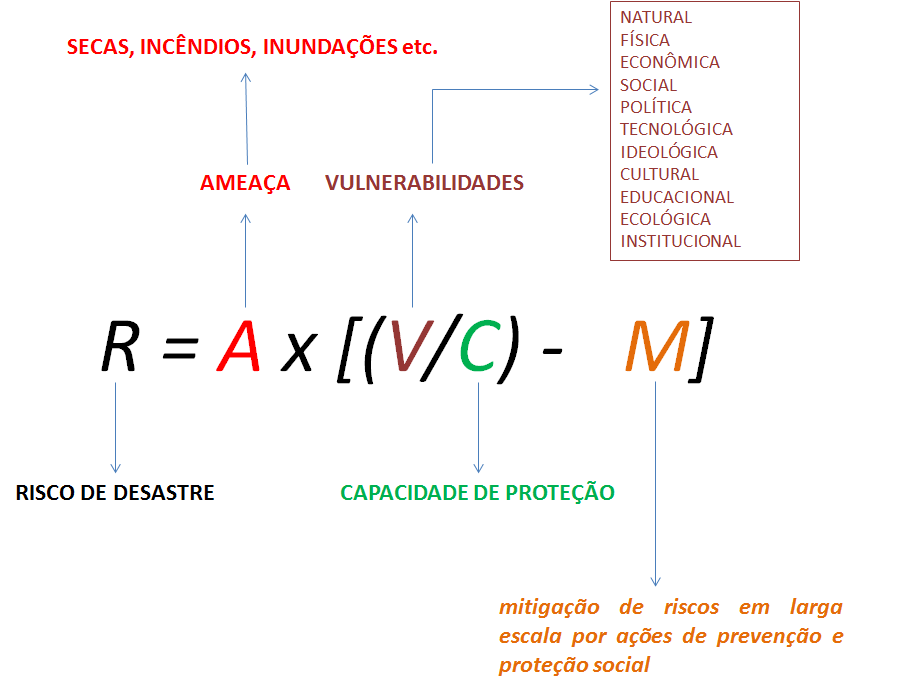 SECAS, INCÊNDIOS, INUNDAÇÕES etc.
NATURAL
FÍSICA
ECONÔMICA
SOCIAL
POLÍTICA
TECNOLÓGICA
IDEOLÓGICA
CULTURAL
EDUCACIONAL
ECOLÓGICA
INSTITUCIONAL
AMEAÇA VULNERABILIDADES
R = A x [(V/C) - M]
RISCO DE DESASTRE CAPACIDADE DE PROTEÇÃO
mitigação de riscos em larga
escala por ações de prevenção e
proteção social